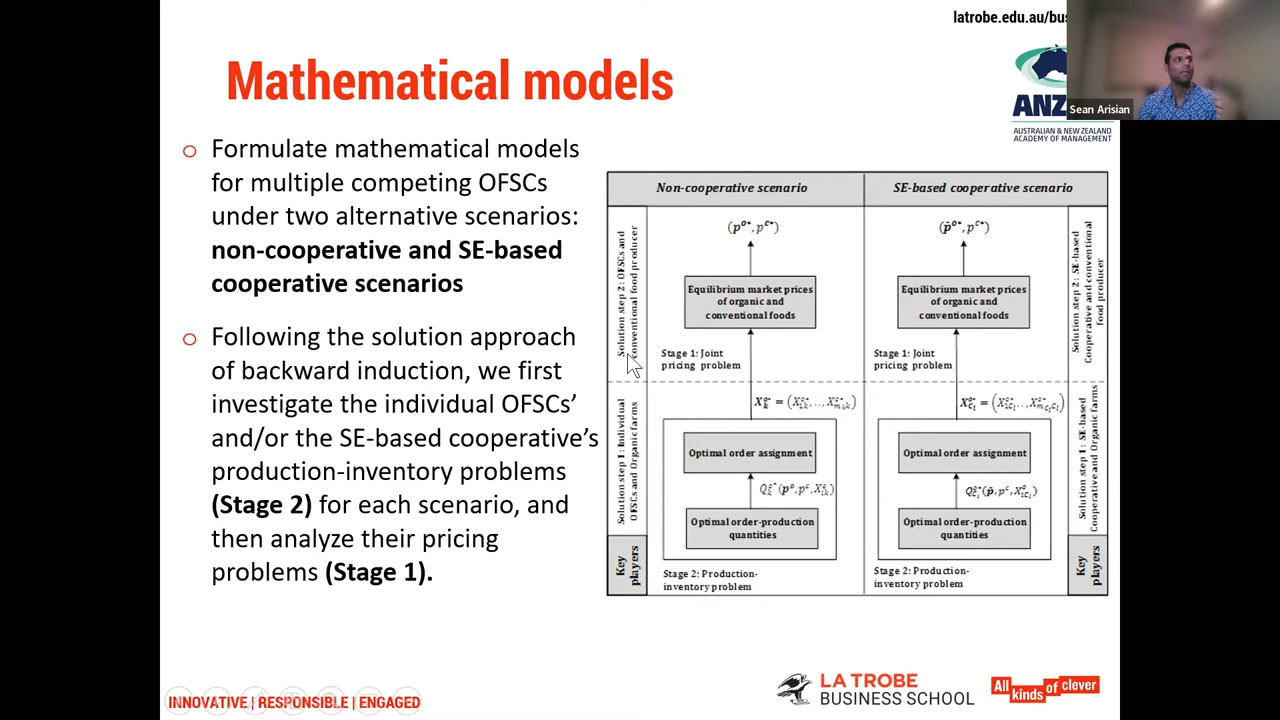 latrobe.edu.au/bus
Mathematical models
ANZ
AUSTRALIAN & NEW ZEALAND
ACADEMY OF MANAGEMENT
Sean Arisian
o Formulate mathematical models
for multiple competing OFSCs
under two alternative scenarios:
non-cooperative and SE-based
cooperative scenarios
o Following the solution approach
of backward induction, we first
investigate the individual OFSCs’
and/or the SE-based cooperative’s
production-inventory problems
(Stage 2) for each scenario, and
then analyze their pricing
problems (Stage 1).
Non-cooperative scenario
SE-based cooperative scenario
Solution step 2: OFSCs and
conventional food producer
(p^o*, p^c*)
Equilibrium market prices
of organic and
conventional foods
Stage 1: Joint
pricing problem
(p̄^o*, p^c*)
Equilibrium market prices
of organic and
conventional foods
Stage 1: Joint
pricing problem
Solution step 2: SE-based
Cooperative and conventional
food producer
Solution step 1: Individual
OFSCs and Organic farms
Optimal order assignment
Optimal order-production
quantities
Stage 2: Production-
inventory problem
Optimal order assignment
Optimal order-production
quantities
Stage 2: Production-
inventory problem
Solution step 1: SE-based
Cooperative and Organic farms
Key
players
Key
players
INNOVATIVE | RESPONSIBLE | ENGAGED
LA TROBE
BUSINESS SCHOOL
All kinds of clever